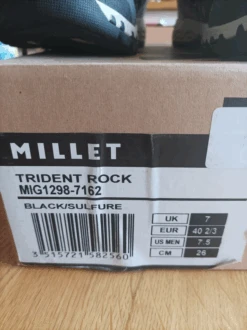 MILLET
TRIDENT ROCK
MIG1298-7162
BLACK/SULFURE
UK 7
EUR 40 2/3
US MEN 7.5
CM 26
3 515721 582560